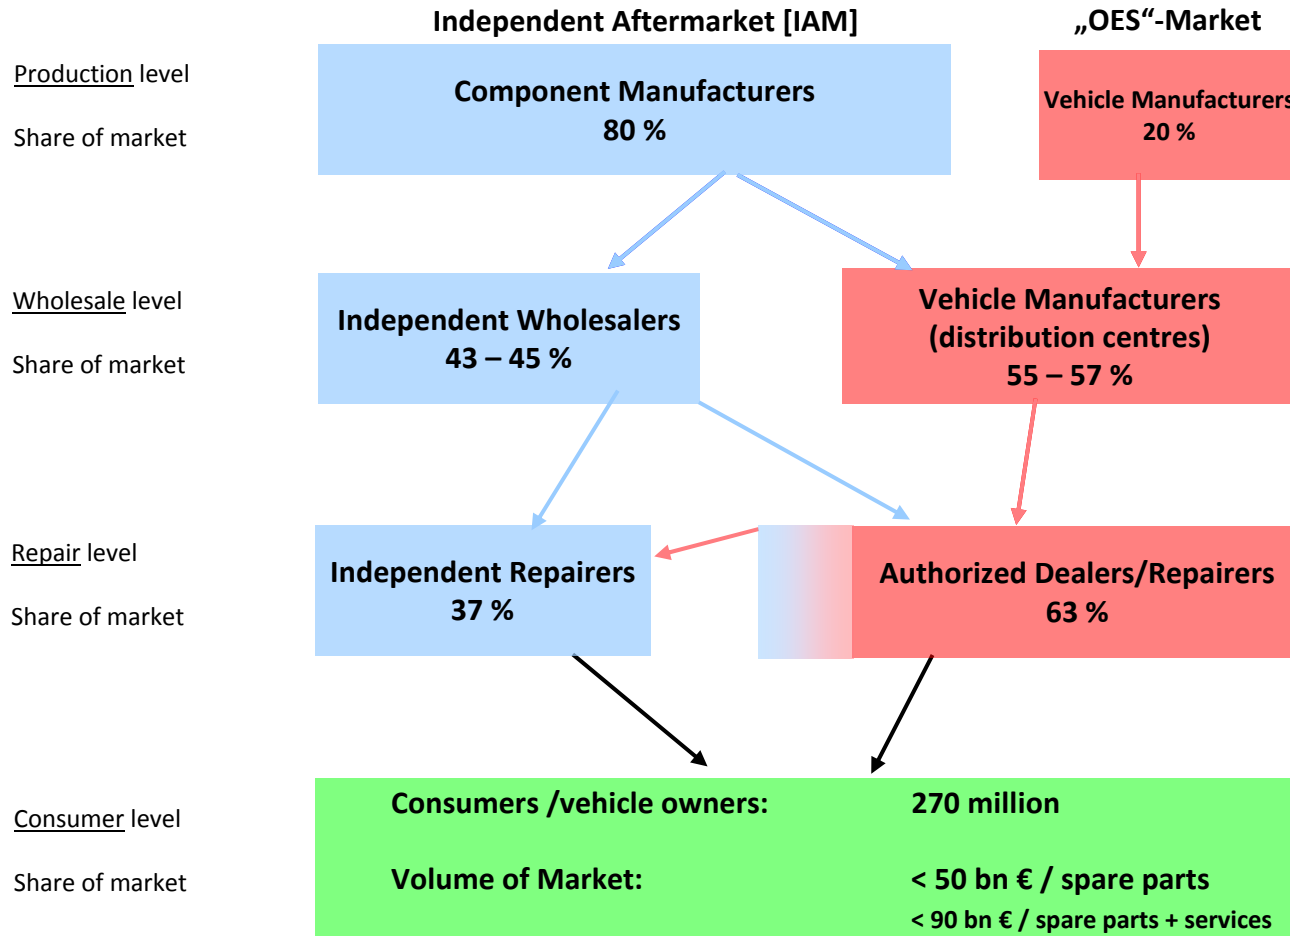 Independent Aftermarket [IAM]
„OES“-Market
Production level
Share of market
Component Manufacturers
80 %
Vehicle Manufacturers
20 %
Wholesale level
Share of market
Independent Wholesalers
43 – 45 %
Vehicle Manufacturers
(distribution centres)
55 – 57 %
Repair level
Share of market
Independent Repairers
37 %
Authorized Dealers/Repairers
63 %
Consumer level
Share of market
Consumers /vehicle owners: 270 million
Volume of Market: < 50 bn € / spare parts
< 90 bn € / spare parts + services